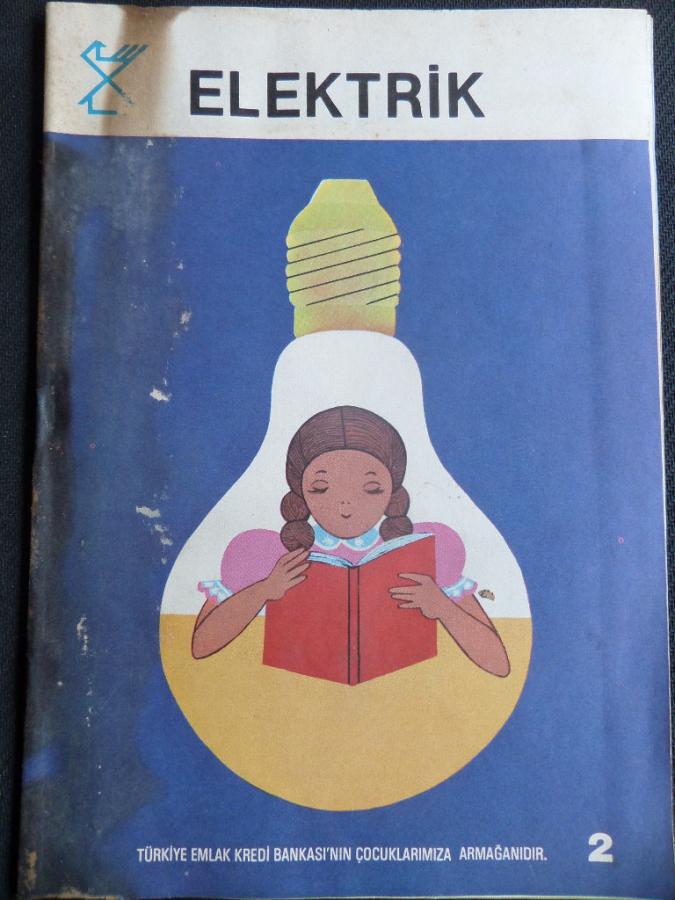 ELEKTRİK
TÜRKİYE EMLAK KREDİ BANKASI'NIN ÇOCUKLARIMIZA ARMAĞANIDIR. 2